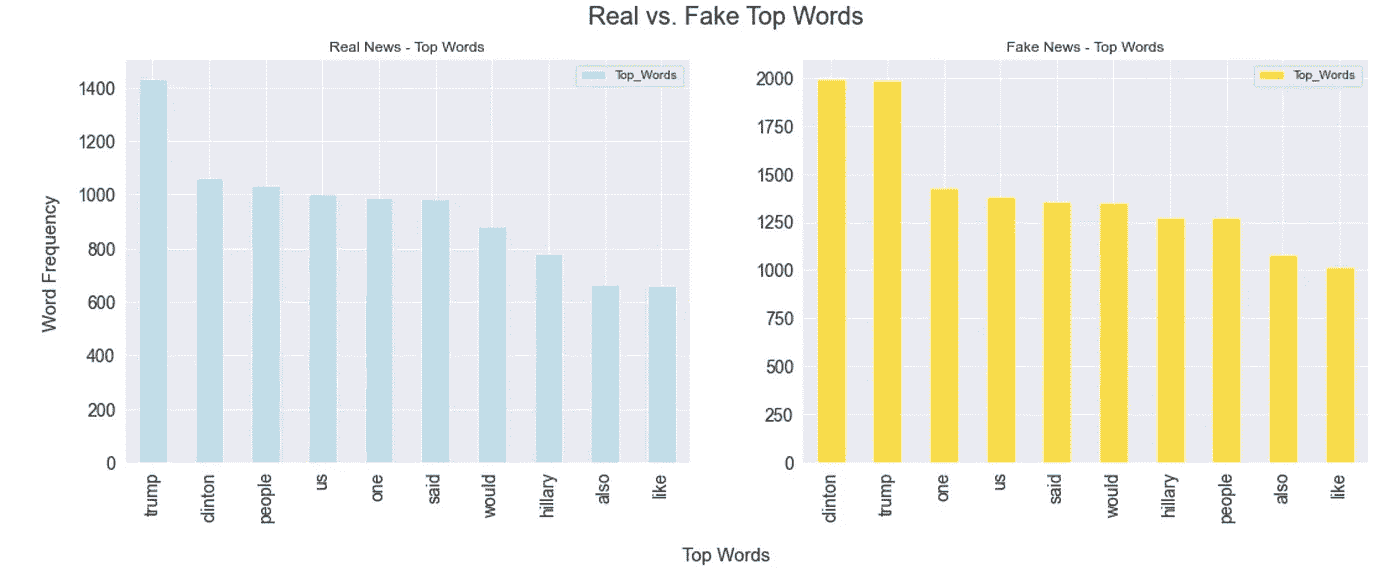 Real vs. Fake Top Words
Real News - Top Words
Top_Words
1400
1200
1000
800
600
400
200
0
Word Frequency
trump
clinton
people
us
one
said
would
hillary
also
like
Fake News - Top Words
Top_Words
2000
1750
1500
1250
1000
750
500
250
0
clinton
trump
one
us
said
would
hillary
people
also
like
Top Words